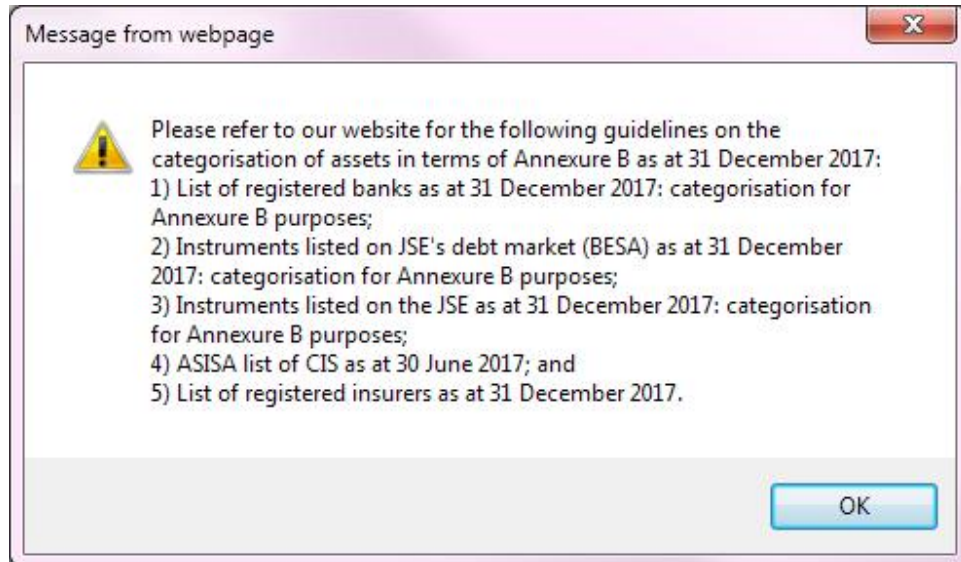 Message from webpage
Please refer to our website for the following guidelines on the
categorisation of assets in terms of Annexure B as at 31 December 2017:
1) List of registered banks as at 31 December 2017: categorisation for
Annexure B purposes;
2) Instruments listed on JSE's debt market (BESA) as at 31 December
2017: categorisation for Annexure B purposes;
3) Instruments listed on the JSE as at 31 December 2017: categorisation
for Annexure B purposes;
4) ASISA list of CIS as at 30 June 2017; and
5) List of registered insurers as at 31 December 2017.
OK